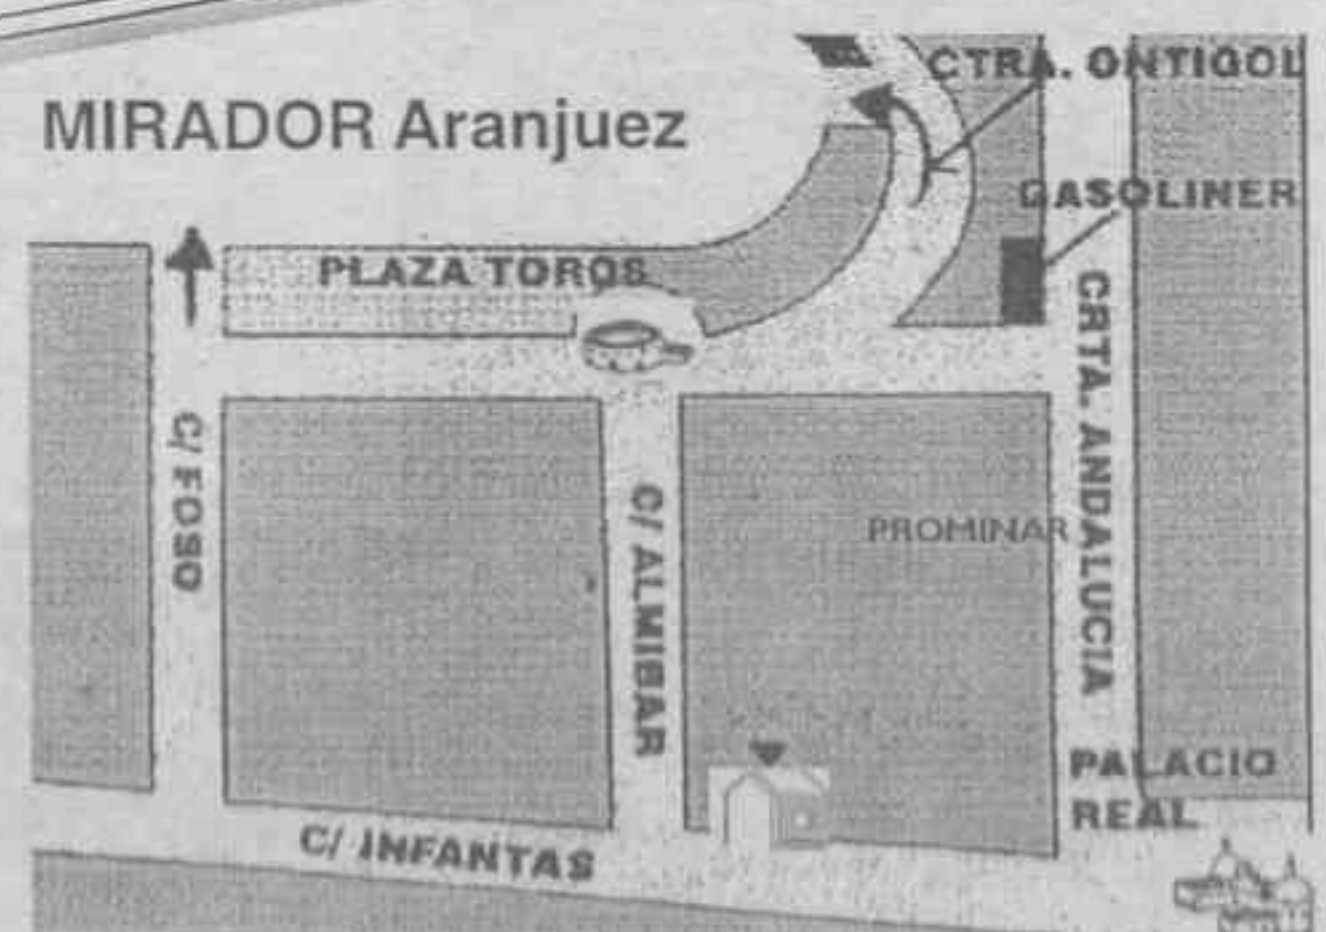 CTRA. ONTIGOL
MIRADOR Aranjuez
GASOLINER
PLAZA TOROS
CRTA. ANDALUCIA
C/ FOSO
C/ ALMIBAR
PROMINAR
PALACIO
REAL
C/ INFANTAS